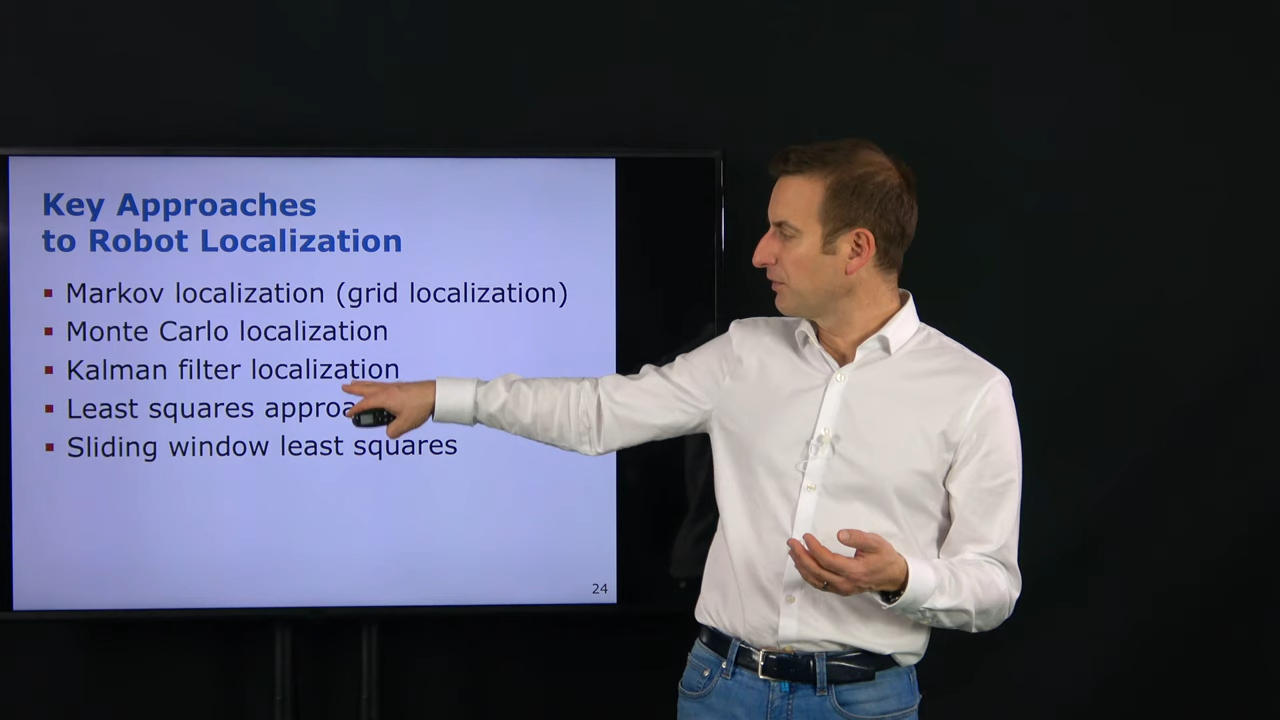 Key Approaches
to Robot Localization
▪ Markov localization (grid localization)
▪ Monte Carlo localization
▪ Kalman filter localization
▪ Least squares
▪ Sliding window least squares
24